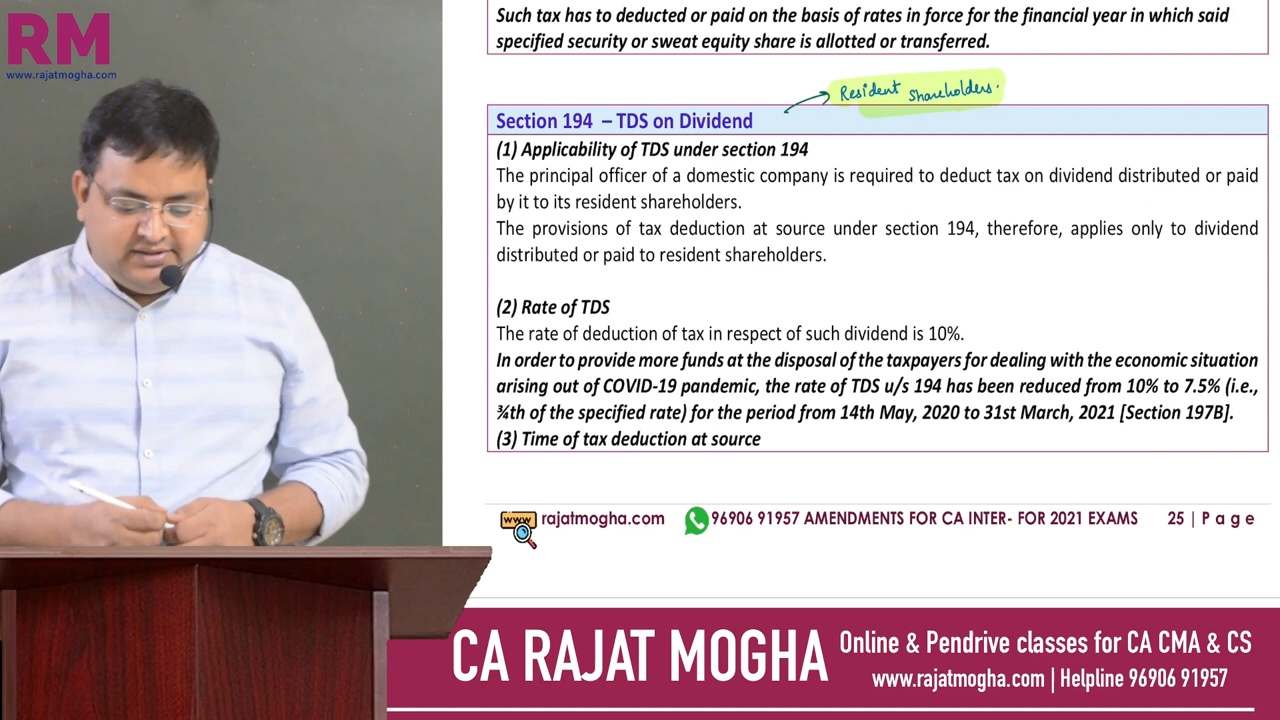 RM
www.rajatmogha.com
Such tax has to deducted or paid on the basis of rates in force for the financial year in which said
specified security or sweat equity share is allotted or transferred.
Resident shareholders.
Section 194 – TDS on Dividend
(1) Applicability of TDS under section 194
The principal officer of a domestic company is required to deduct tax on dividend distributed or paid
by it to its resident shareholders.
The provisions of tax deduction at source under section 194, therefore, applies only to dividend
distributed or paid to resident shareholders.
(2) Rate of TDS
The rate of deduction of tax in respect of such dividend is 10%.
In order to provide more funds at the disposal of the taxpayers for dealing with the economic situation
arising out of COVID-19 pandemic, the rate of TDS u/s 194 has been reduced from 10% to 7.5% (i.e.,
¾th of the specified rate) for the period from 14th May, 2020 to 31st March, 2021 [Section 197B].
(3) Time of tax deduction at source
www rajatmogha.com 96906 91957 AMENDMENTS FOR CA INTER- FOR 2021 EXAMS 25 | P a g e
CA RAJAT MOGHA
Online & Pendrive classes for CA CMA & CS
www.rajatmogha.com | Helpline 96906 91957